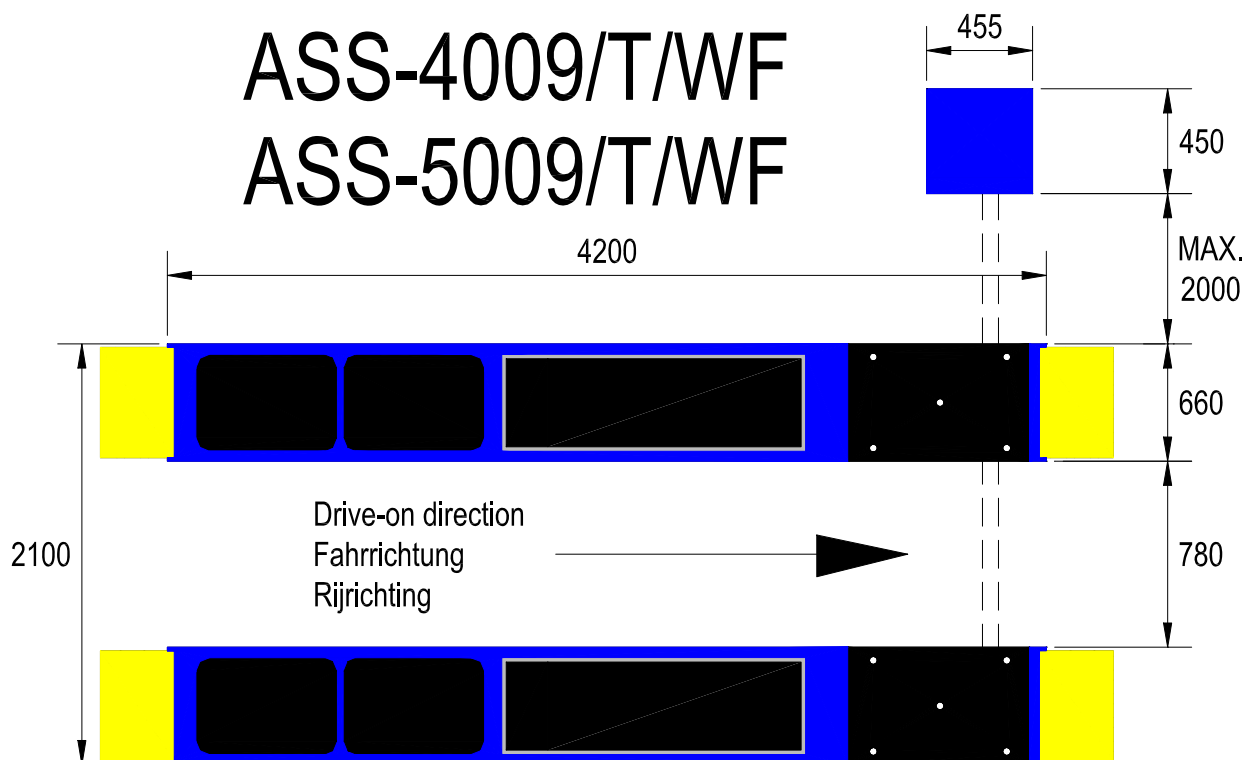 ASS-4009/T/WF
ASS-5009/T/WF
455
450
4200
MAX.
2000
660
Drive-on direction
Fahrrichtung
Rijrichting
2100
780